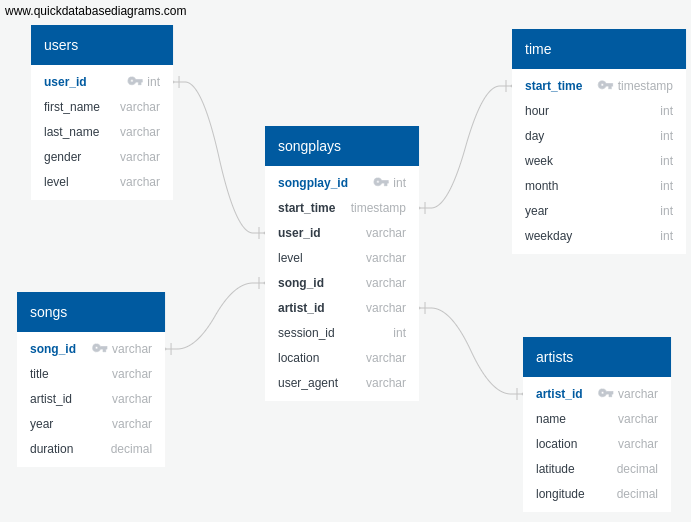 www.quickdatabasediagrams.com
users
user_id int
first_name varchar
last_name varchar
gender varchar
level varchar
songs
song_id varchar
title varchar
artist_id varchar
year varchar
duration decimal
songplays
songplay_id int
start_time timestamp
user_id varchar
level varchar
song_id varchar
artist_id varchar
session_id int
location varchar
user_agent varchar
time
start_time timestamp
hour int
day int
week int
month int
year int
weekday int
artists
artist_id varchar
name varchar
location varchar
latitude decimal
longitude decimal